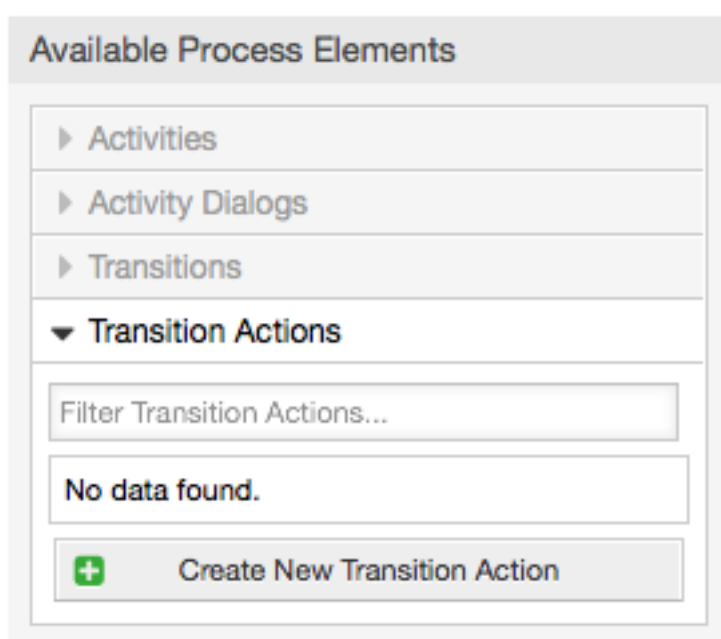 Available Process Elements
Activities
Activity Dialogs
Transitions
Transition Actions
Filter Transition Actions...
No data found.
Create New Transition Action